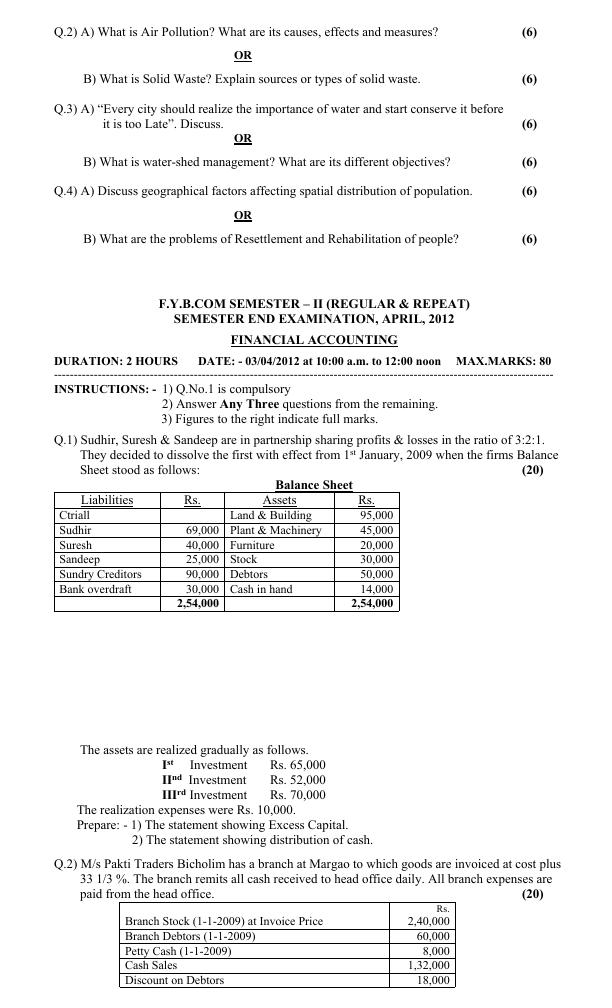 Q.2) A) What is Air Pollution? What are its causes, effects and measures? (6)
OR
B) What is Solid Waste? Explain sources or types of solid waste. (6)
Q.3) A) “Every city should realize the importance of water and start conserve it before
it is too Late”. Discuss. (6)
OR
B) What is water-shed management? What are its different objectives? (6)
Q.4) A) Discuss geographical factors affecting spatial distribution of population. (6)
OR
B) What are the problems of Resettlement and Rehabilitation of people? (6)
F.Y.B.COM SEMESTER – II (REGULAR & REPEAT)
SEMESTER END EXAMINATION, APRIL, 2012
FINANCIAL ACCOUNTING
DURATION: 2 HOURS DATE: - 03/04/2012 at 10:00 a.m. to 12:00 noon MAX.MARKS: 80
INSTRUCTIONS: - 1) Q.No.1 is compulsory
2) Answer Any Three questions from the remaining.
3) Figures to the right indicate full marks.
Q.1) Sudhir, Suresh & Sandeep are in partnership sharing profits & losses in the ratio of 3:2:1.
They decided to dissolve the first with effect from 1st January, 2009 when the firms Balance
Sheet stood as follows: (20)
Balance Sheet
Liabilities Rs. Assets Rs.
Ctriall Land & Building 95,000
Sudhir 69,000 Plant & Machinery 45,000
Suresh 40,000 Furniture 20,000
Sandeep 25,000 Stock 30,000
Sundry Creditors 90,000 Debtors 50,000
Bank overdraft 30,000 Cash in hand 14,000
2,54,000 2,54,000
The assets are realized gradually as follows.
Ist Investment Rs. 65,000
IInd Investment Rs. 52,000
IIIrd Investment Rs. 70,000
The realization expenses were Rs. 10,000.
Prepare: - 1) The statement showing Excess Capital.
2) The statement showing distribution of cash.
Q.2) M/s Pakti Traders Bicholim has a branch at Margao to which goods are invoiced at cost plus
33 1/3 %. The branch remits all cash received to head office daily. All branch expenses are
paid from the head office. (20)
Rs.
Branch Stock (1-1-2009) at Invoice Price 2,40,000
Branch Debtors (1-1-2009) 60,000
Petty Cash (1-1-2009) 8,000
Cash Sales 1,32,000
Discount on Debtors 18,000